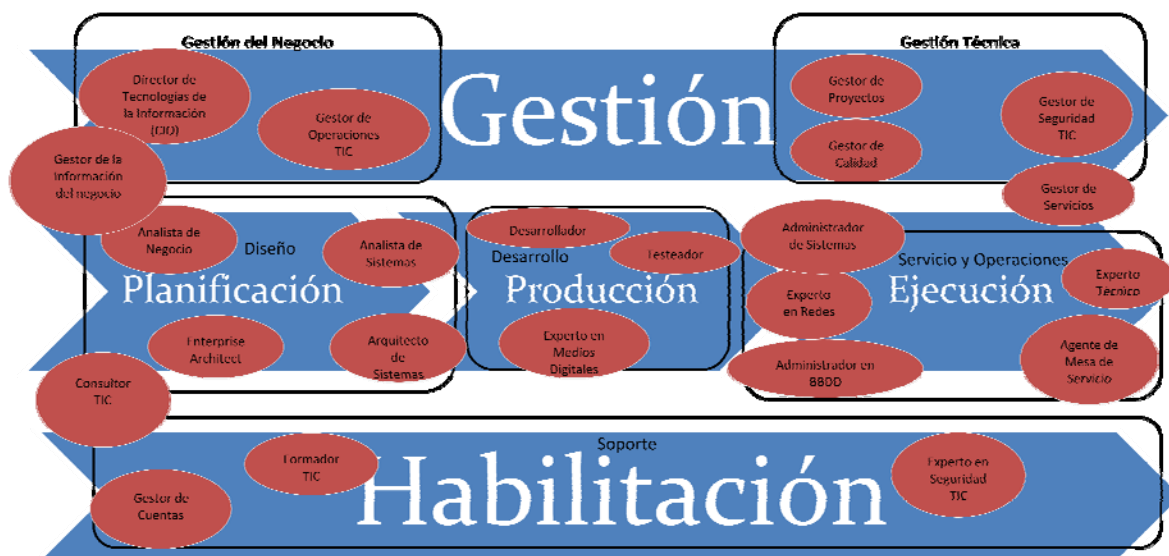 Gestión del Negocio
Gestión Técnica
Director de
Tecnologías de
la Información
(CIO)
Gestor de
Operaciones
TIC
Gestión
Gestor de
Proyectos
Gestor de
Seguridad
TIC
Gestor de
Calidad
Gestor de la
Información
del negocio
Gestor de
Servicios
Analista de
Negocio
Diseño
Analista de
Sistemas
Planificación
Enterprise
Architect
Arquitecto
de
Sistemas
Desarrollador
Desarrollo
Testeador
Producción
Experto en
Medios
Digitales
Administrador
de Sistemas
Servicio y Operaciones
Experto
Técnico
Ejecución
Experto
en Redes
Administrador en
BBDD
Agente de
Mesa de
Servicio
Consultor
TIC
Soporte
Formador
TIC
Habilitación
Experto en
Seguridad
TIC
Gestor de
Cuentas